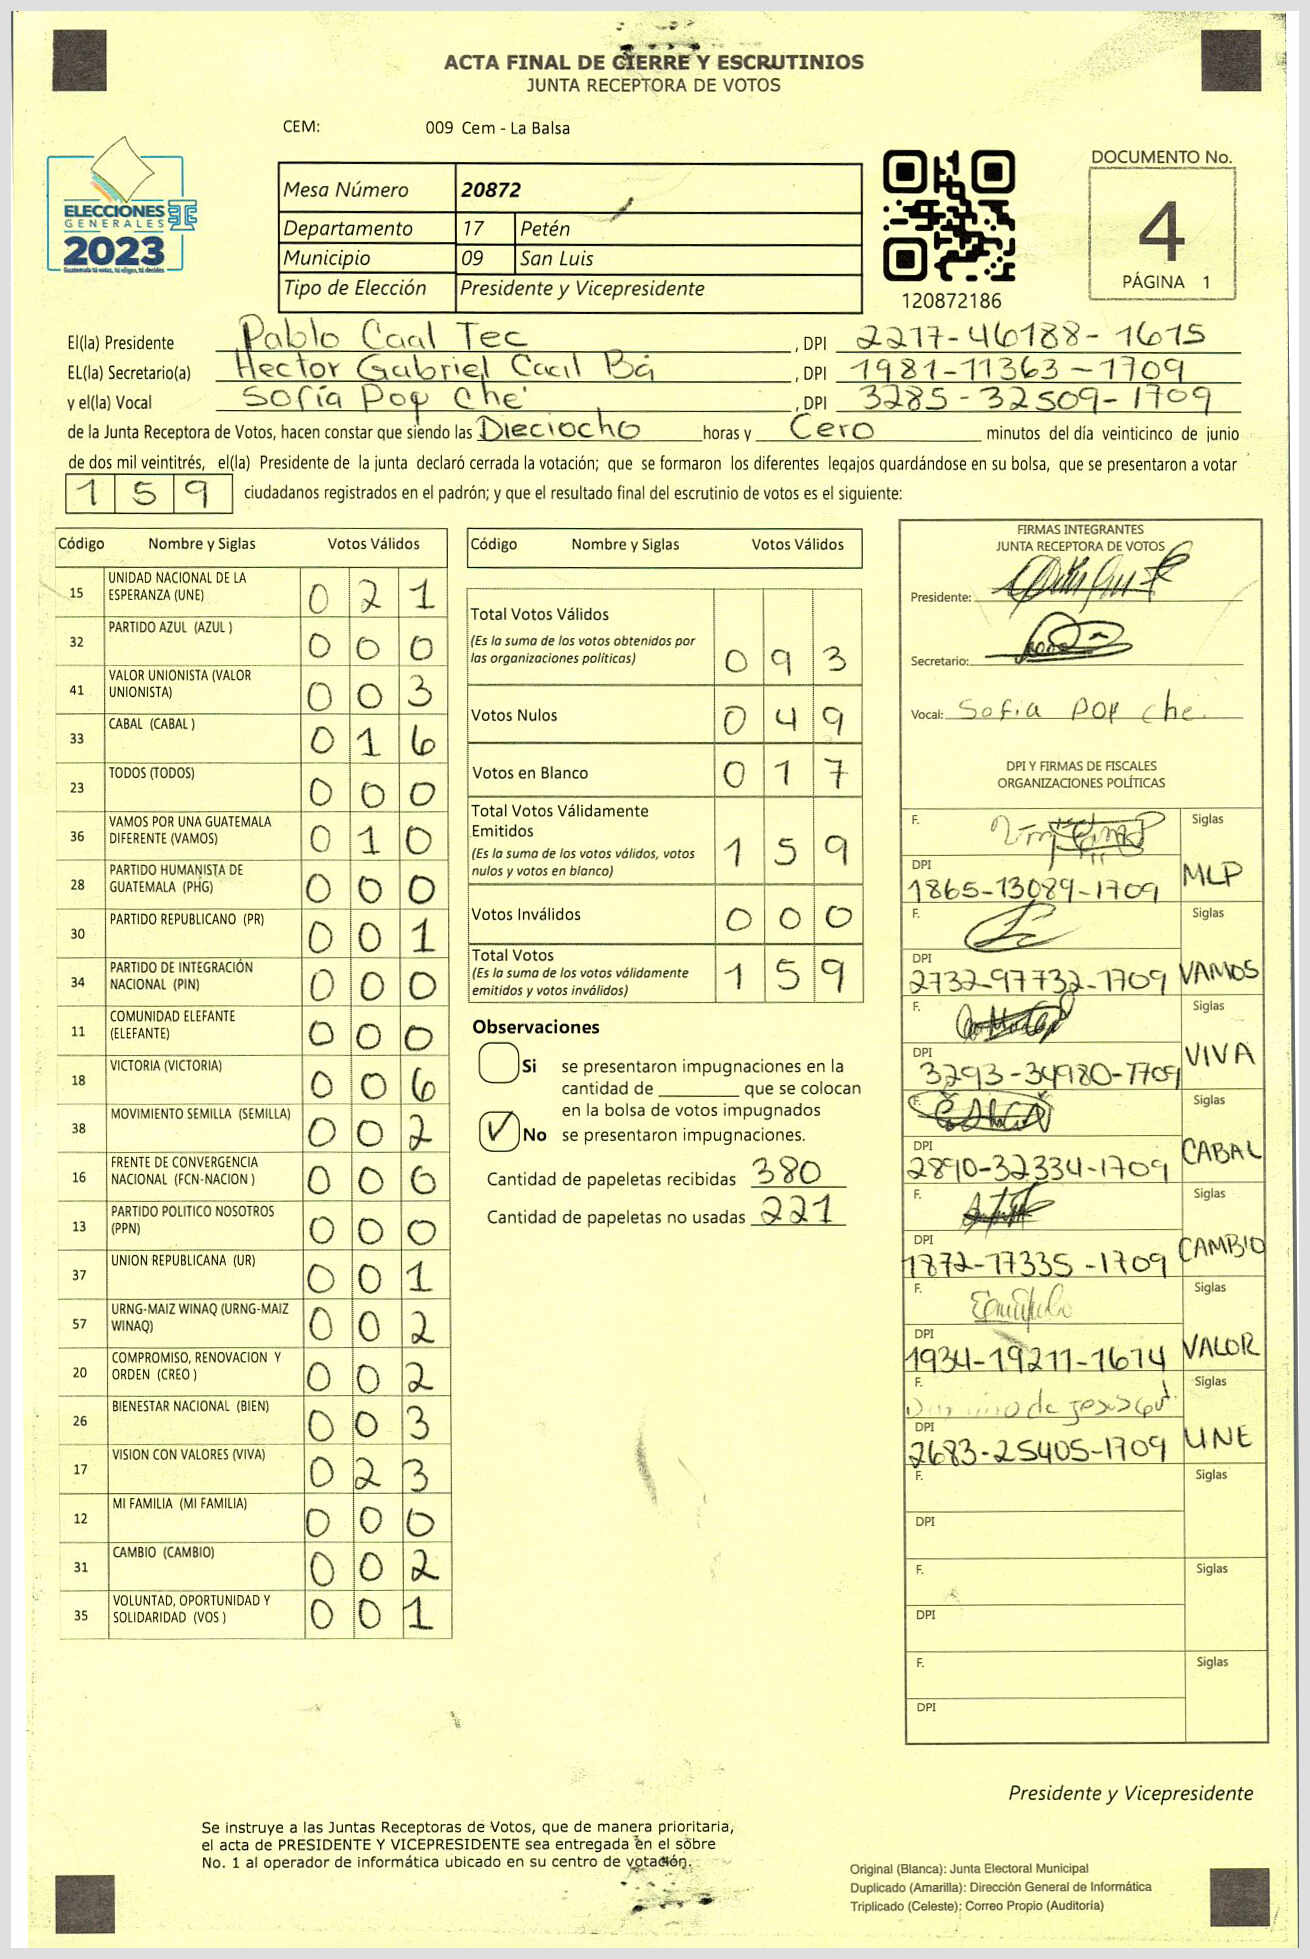 ACTA FINAL DE CIERRE Y ESCRUTINIOS
JUNTA RECEPTORA DE VOTOS
CEM: 009 Cem - La Balsa
ELECCIONES
GENERALES
2023
Guatemala tú votas, tú eliges, tú decides
Mesa Número 20872
Departamento 17 Petén
Municipio 09 San Luis
Tipo de Elección Presidente y Vicepresidente
120872186
DOCUMENTO No.
4
PÁGINA 1
El(la) Presidente Pablo Caal Tec , DPI 2217-46188-1615
EL(la) Secretario(a) Hector Gabriel Caal Bá , DPI 1981-11363-1709
y el(la) Vocal Sofía Pop Ché , DPI 3285-32509-1709
de la Junta Receptora de Votos, hacen constar que siendo las Dieciocho horas y Cero minutos del día veinticinco de junio
de dos mil veintitrés, el(la) Presidente de la junta declaró cerrada la votación; que se formaron los diferentes legajos guardándose en su bolsa, que se presentaron a votar
159 ciudadanos registrados en el padrón; y que el resultado final del escrutinio de votos es el siguiente:
Código Nombre y Siglas Votos Válidos
15 UNIDAD NACIONAL DE LA ESPERANZA (UNE) 0 2 1
32 PARTIDO AZUL (AZUL ) 0 0 0
41 VALOR UNIONISTA (VALOR UNIONISTA) 0 0 3
33 CABAL (CABAL ) 0 1 6
23 TODOS (TODOS) 0 0 0
36 VAMOS POR UNA GUATEMALA DIFERENTE (VAMOS) 0 1 0
28 PARTIDO HUMANISTA DE GUATEMALA (PHG) 0 0 0
30 PARTIDO REPUBLICANO (PR) 0 0 1
34 PARTIDO DE INTEGRACIÓN NACIONAL (PIN) 0 0 0
11 COMUNIDAD ELEFANTE (ELEFANTE) 0 0 0
18 VICTORIA (VICTORIA) 0 0 6
38 MOVIMIENTO SEMILLA (SEMILLA) 0 0 2
16 FRENTE DE CONVERGENCIA NACIONAL (FCN-NACION ) 0 0 0
13 PARTIDO POLITICO NOSOTROS (PPN) 0 0 0
37 UNION REPUBLICANA (UR) 0 0 1
57 URNG-MAIZ WINAQ (URNG-MAIZ WINAQ) 0 0 2
20 COMPROMISO, RENOVACION Y ORDEN (CREO ) 0 0 2
26 BIENESTAR NACIONAL (BIEN) 0 0 3
17 VISION CON VALORES (VIVA) 0 2 3
12 MI FAMILIA (MI FAMILIA) 0 0 0
31 CAMBIO (CAMBIO) 0 0 2
35 VOLUNTAD, OPORTUNIDAD Y SOLIDARIDAD (VOS ) 0 0 1
Código Nombre y Siglas Votos Válidos
Total Votos Válidos
(Es la suma de los votos obtenidos por
las organizaciones políticas) 0 9 3
Votos Nulos 0 4 9
Votos en Blanco 0 1 7
Total Votos Válidamente
Emitidos
(Es la suma de los votos válidos, votos
nulos y votos en blanco) 1 5 9
Votos Inválidos 0 0 0
Total Votos
(Es la suma de los votos válidamente
emitidos y votos inválidos) 1 5 9
Observaciones
Si se presentaron impugnaciones en la
cantidad de ________ que se colocan
en la bolsa de votos impugnados
No se presentaron impugnaciones.
Cantidad de papeletas recibidas 380
Cantidad de papeletas no usadas 221
FIRMAS INTEGRANTES
JUNTA RECEPTORA DE VOTOS
Presidente:
Secretario:
Vocal: Sofia Pop che.
DPI Y FIRMAS DE FISCALES
ORGANIZACIONES POLÍTICAS
F. Siglas
DPI 1865-13089-1709 MLP
F. Siglas
DPI 2732-97732-1709 VAMOS
F. Siglas
DPI 3293-34980-1709 VIVA
F. Siglas
DPI 2890-32334-1709 CABAL
F. Siglas
DPI 1872-77335-1709 CAMBIO
F. Siglas
DPI 1934-19211-1674 VALOR
F. de Siglas
DPI 2683-25405-1709 UNE
F. Siglas
DPI
F. Siglas
DPI
F. Siglas
DPI
Presidente y Vicepresidente
Se instruye a las Juntas Receptoras de Votos, que de manera prioritaria,
el acta de PRESIDENTE Y VICEPRESIDENTE sea entregada en el sobre
No. 1 al operador de informática ubicado en su centro de votación.
Original (Blanca): Junta Electoral Municipal
Duplicado (Amarilla): Dirección General de Informática
Triplicado (Celeste): Correo Propio (Auditoría)